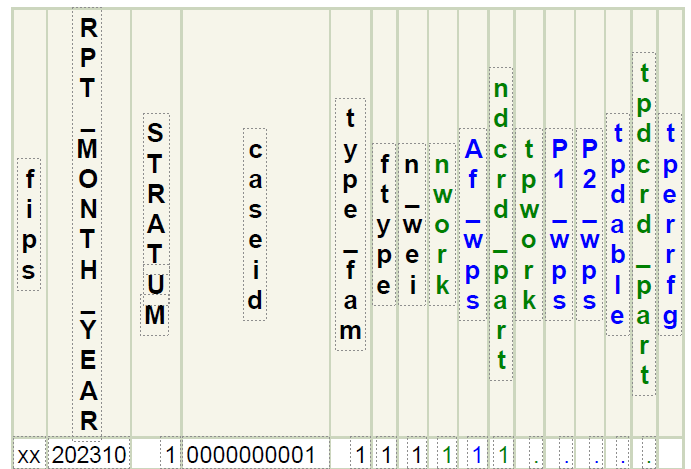 fips
RPT_MONTH_YEAR
STRATUM
caseid
type_fam
ftype
n_wei
nwork
Af_wps
ndcrd_part
tpwork
P1_wps
P2_wps
tpdable
tpdcrd_part
tperrfg
xx 202310 1 0000000001 1 1 1 1 1 1 . . . . .